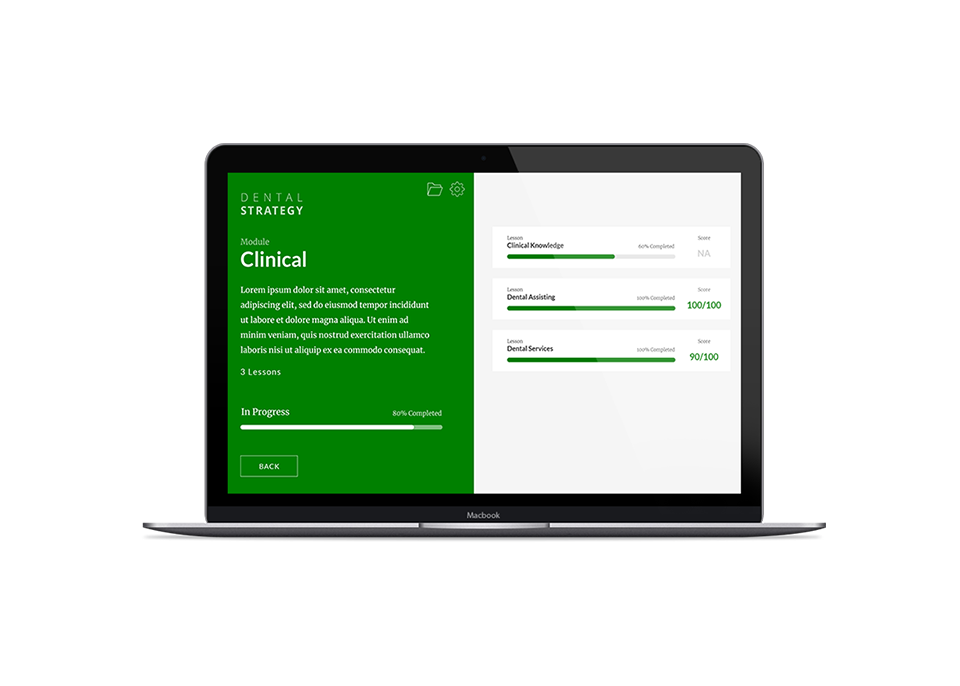 DENTAL
STRATEGY
Module
Clinical
Lorem ipsum dolor sit amet, consectetur
adipiscing elit, sed do eiusmod tempor incididunt
ut labore et dolore magna aliqua. Ut enim ad
minim veniam, quis nostrud exercitation ullamco
laboris nisi ut aliquip ex ea commodo consequat.
3 Lessons
In Progress
80% Completed
BACK
Lesson
Clinical Knowledge
60% Completed
Score
NA
Lesson
Dental Assisting
100% Completed
Score
100/100
Lesson
Dental Services
100% Completed
Score
90/100
Macbook